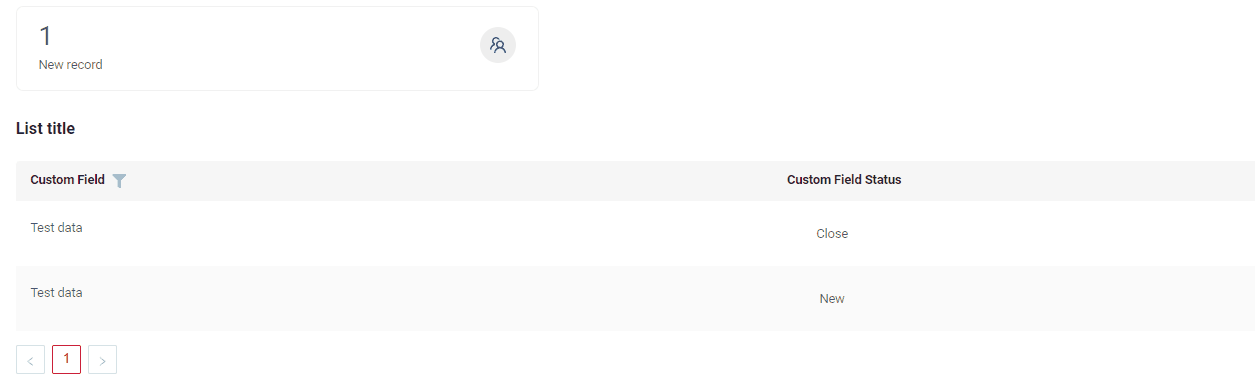 1
New record
List title
Custom Field Custom Field Status
Test data Close
Test data New
< 1 >